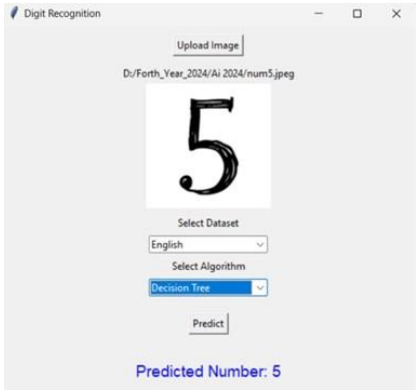 Digit Recognition
Upload Image
D:/Forth_Year_2024/Ai 2024/num5.jpeg
5
Select Dataset
English
Select Algorithm
Decision Tree
Predict
Predicted Number: 5